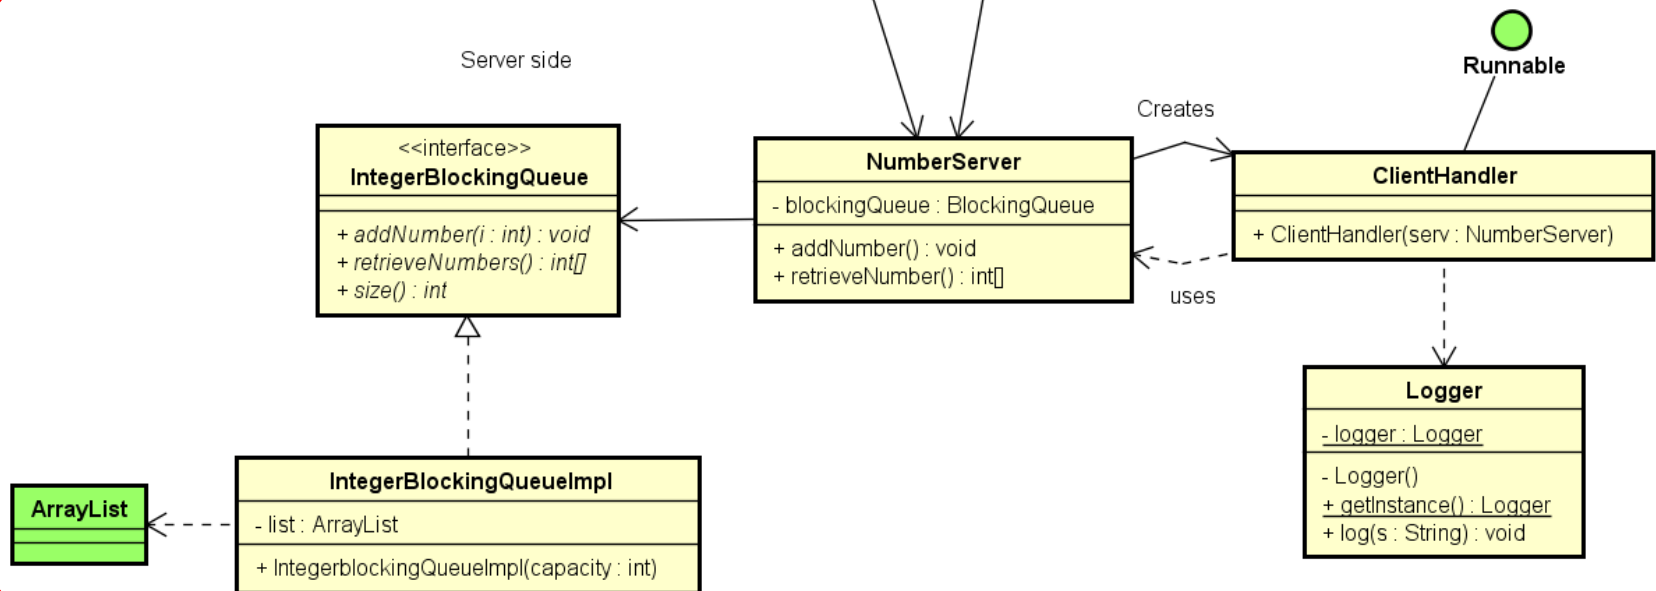 Server side
Runnable
Creates
<<interface>>
IntegerBlockingQueue
+ addNumber(i : int) : void
+ retrieveNumbers() : int[]
+ size() : int
NumberServer
- blockingQueue : BlockingQueue
+ addNumber() : void
+ retrieveNumber() : int[]
ClientHandler
+ ClientHandler(serv : NumberServer)
uses
Logger
- logger : Logger
- Logger()
+ getInstance() : Logger
+ log(s : String) : void
ArrayList
IntegerBlockingQueueImpl
- list : ArrayList
+ IntegerblockingQueueImpl(capacity : int)